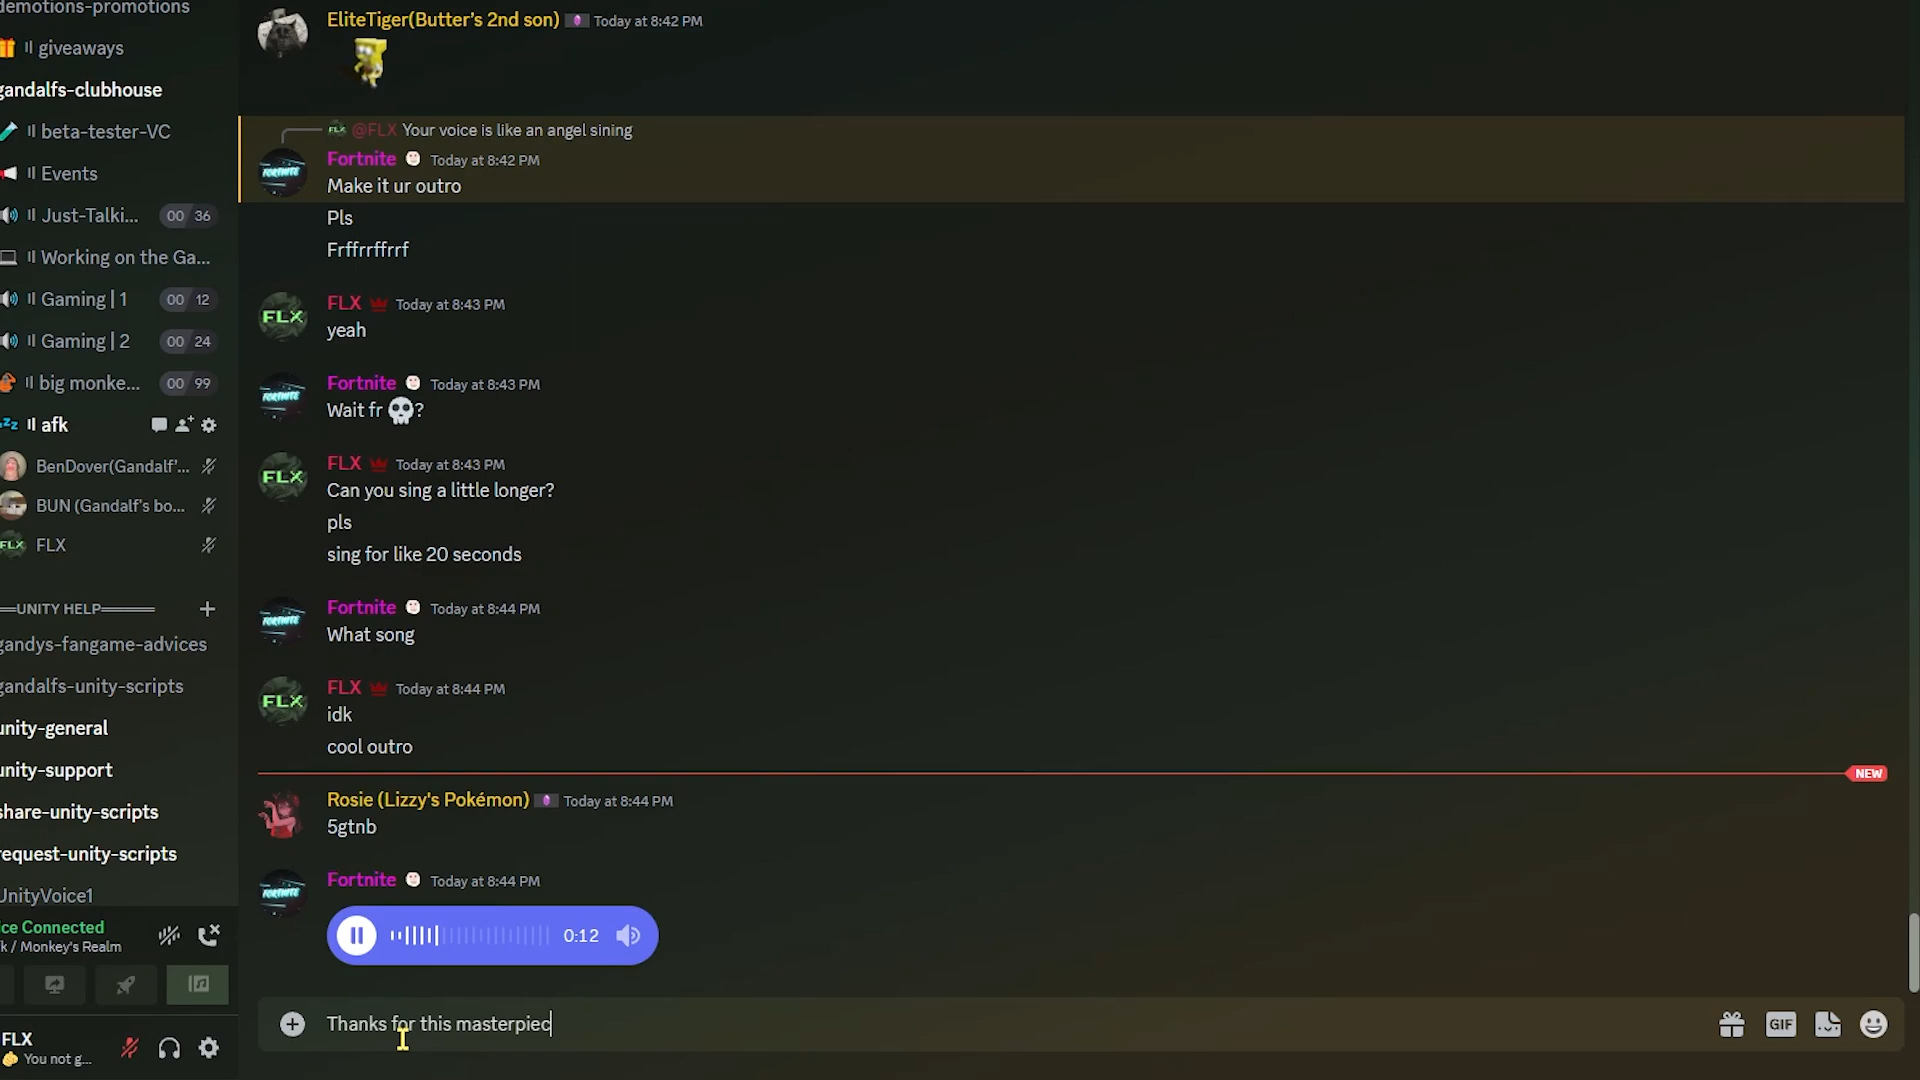 demotions-promotions
giveaways
gandalfs-clubhouse
beta-tester-VC
Events
Just-Talki... 00 36
Working on the Ga...
Gaming | 1 00 12
Gaming | 2 00 24
big monke... 00 99
afk
BenDover(Gandalf'...
BUN (Gandalf's bo...
FLX
UNITY HELP
gandys-fangame-advices
gandalfs-unity-scripts
unity-general
unity-support
share-unity-scripts
request-unity-scripts
UnityVoice1
ice Connected
k / Monkey's Realm
FLX
You not g...
EliteTiger(Butter's 2nd son) Today at 8:42 PM
@FLX Your voice is like an angel sining
Fortnite Today at 8:42 PM
Make it ur outro
Pls
Frffrrffrrf
FLX Today at 8:43 PM
yeah
Fortnite Today at 8:43 PM
Wait fr 💀?
FLX Today at 8:43 PM
Can you sing a little longer?
pls
sing for like 20 seconds
Fortnite Today at 8:44 PM
What song
FLX Today at 8:44 PM
idk
cool outro
NEW
Rosie (Lizzy's Pokémon) Today at 8:44 PM
5gtnb
Fortnite Today at 8:44 PM
0:12
Thanks for this masterpiec
GIF